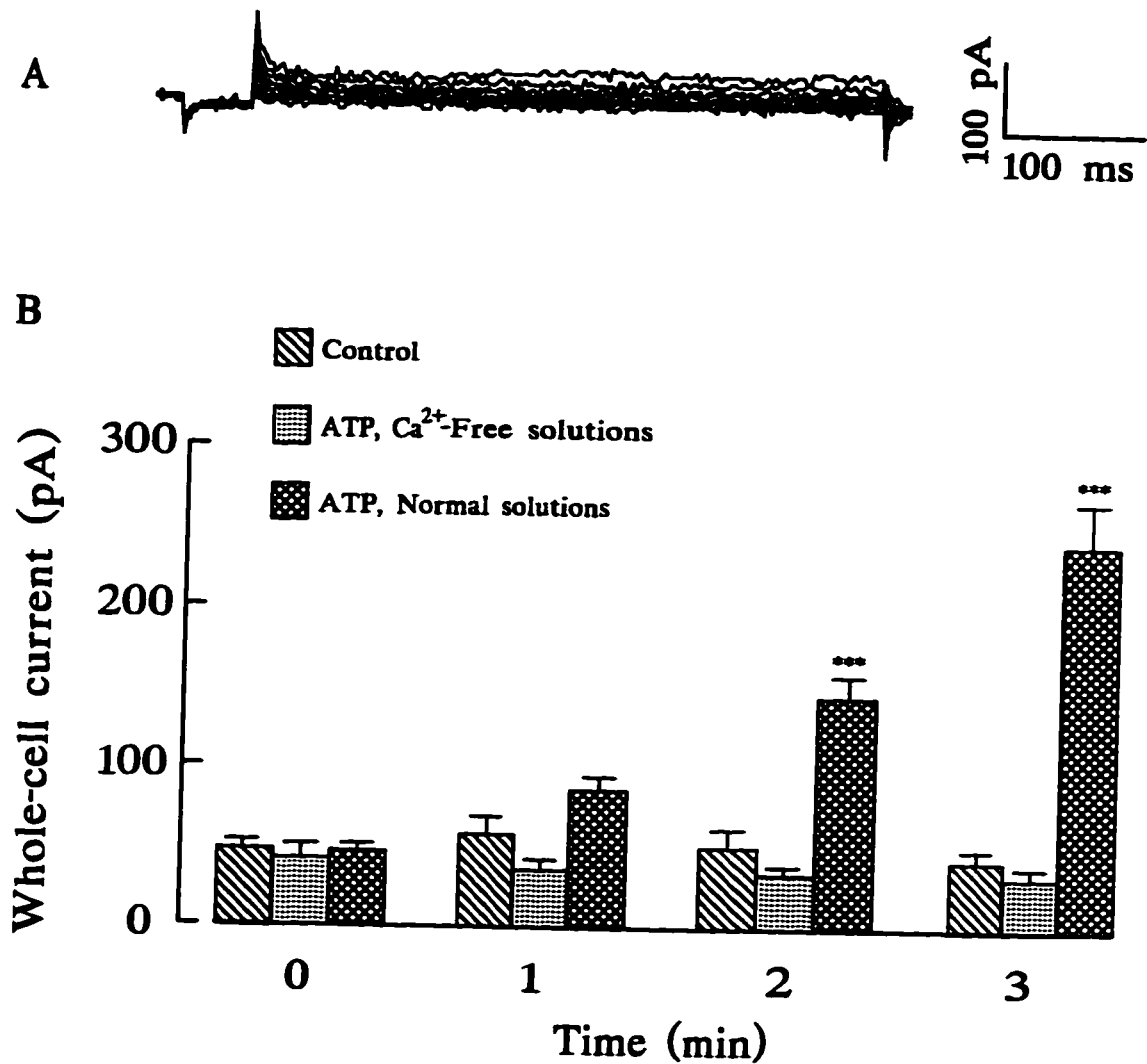 A
100 pA
100 ms
B
Control
ATP, Ca²⁺-Free solutions
ATP, Normal solutions
Whole-cell current (pA)
300
200
100
0
***
***
0 1 2 3
Time (min)